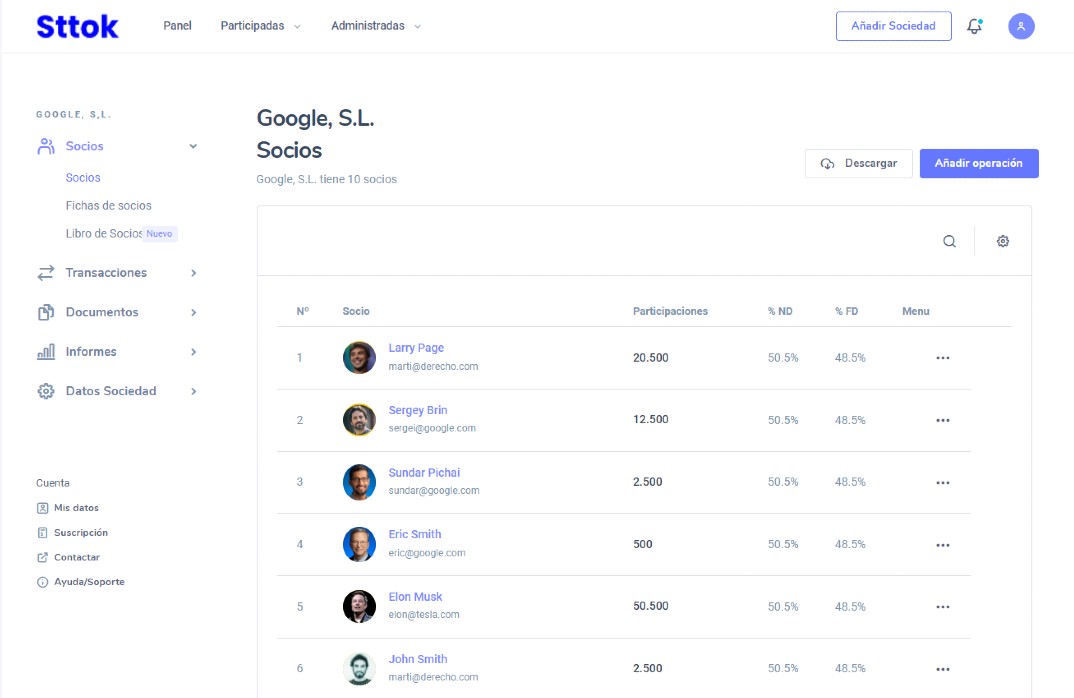 Sttok
Panel
Participadas
Administradas
Añadir Sociedad
GOOGLE, S,L.
Socios
Socios
Fichas de socios
Libro de Socios Nuevo
Transacciones
Documentos
Informes
Datos Sociedad
Cuenta
Mis datos
Suscripción
Contactar
Ayuda/Soporte
Google, S.L.
Socios
Google, S.L. tiene 10 socios
Descargar
Añadir operación
Nº Socio Participaciones % ND % FD Menu
1 Larry Page 20.500 50.5% 48.5%
marti@derecho.com
2 Sergey Brin 12.500 50.5% 48.5%
sergei@google.com
3 Sundar Pichai 2.500 50.5% 48.5%
sundar@google.com
4 Eric Smith 500 50.5% 48.5%
eric@google.com
5 Elon Musk 50.500 50.5% 48.5%
elon@tesla.com
6 John Smith 2.500 50.5% 48.5%
marti@derecho.com